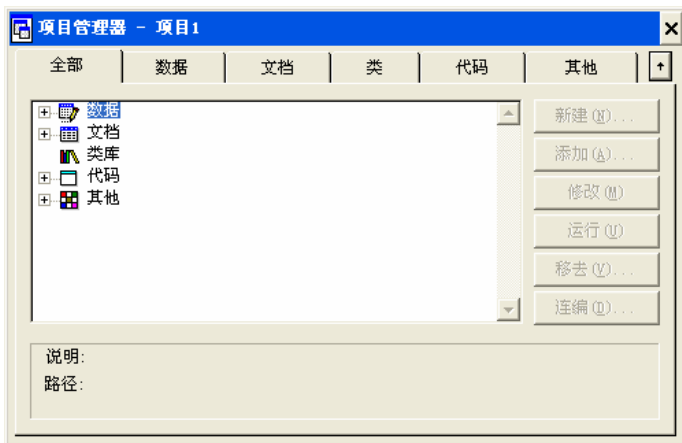 项目管理器 - 项目1
全部 数据 文档 类 代码 其他
数据
文档
类库
代码
其他
新建(N)...
添加(A)...
修改(M)
运行(U)
移去(V)...
连编(D)...
说明:
路径: